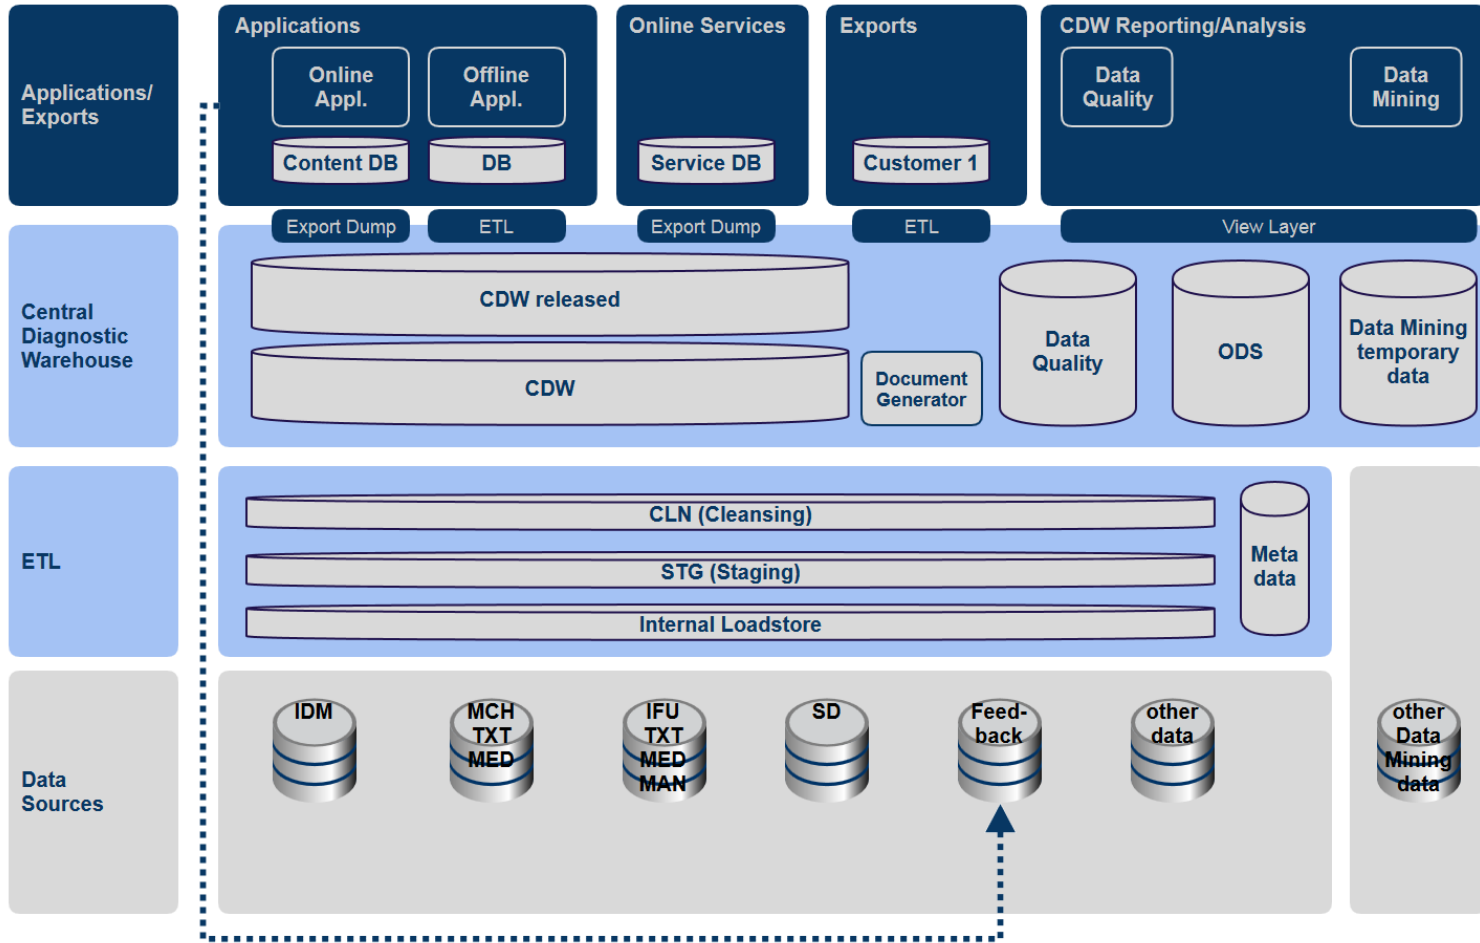 Applications/
Exports
Applications
Online
Appl.
Offline
Appl.
Content DB
DB
Online Services
Service DB
Exports
Customer 1
CDW Reporting/Analysis
Data
Quality
Data
Mining
Export Dump
ETL
Export Dump
ETL
View Layer
Central
Diagnostic
Warehouse
CDW released
CDW
Document
Generator
Data
Quality
ODS
Data Mining
temporary
data
ETL
CLN (Cleansing)
STG (Staging)
Internal Loadstore
Meta
data
Data
Sources
IDM
MCH
TXT
MED
IFU
TXT
MED
MAN
SD
Feed-
back
other
data
other
Data
Mining
data